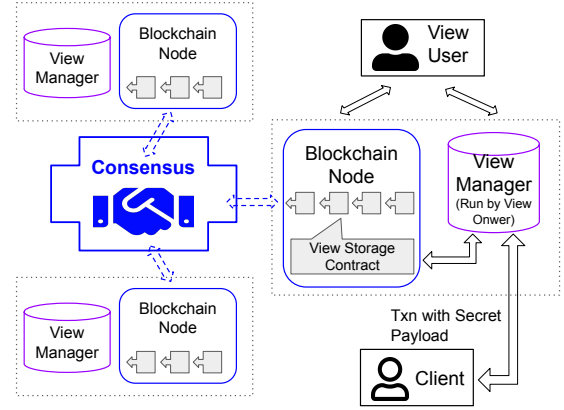 View
Manager
Blockchain
Node
View
User
Consensus
Blockchain
Node
View Storage
Contract
View
Manager
(Run by View
Onwer)
View
Manager
Blockchain
Node
Txn with Secret
Payload
Client